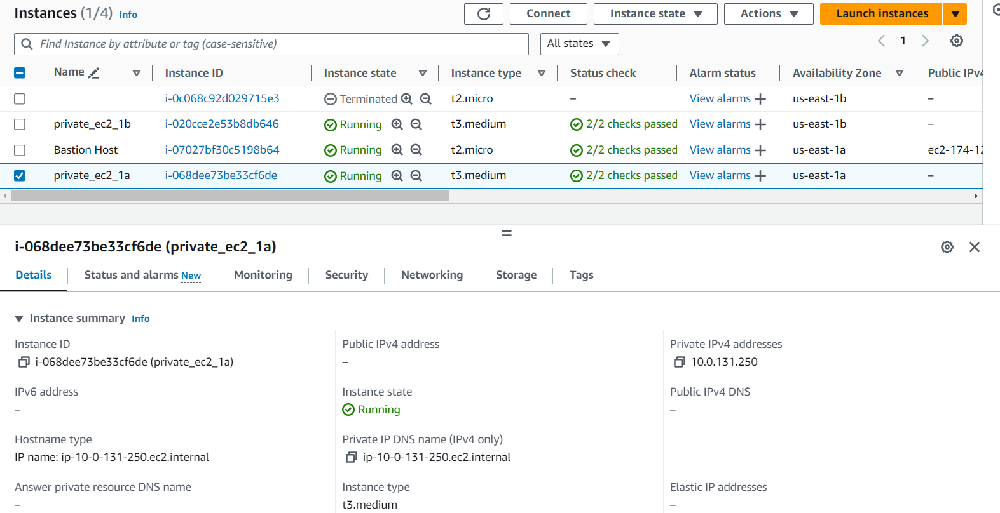 Instances (1/4) Info Connect Instance state Actions Launch instances
Find Instance by attribute or tag (case-sensitive) All states 1
Name Instance ID Instance state Instance type Status check Alarm status Availability Zone Public IPv4
i-0c068c92d029715e3 Terminated t2.micro – View alarms us-east-1b –
private_ec2_1b i-020cce2e53b8db646 Running t3.medium 2/2 checks passed View alarms us-east-1b –
Bastion Host i-07027bf30c5198b64 Running t2.micro 2/2 checks passed View alarms us-east-1a ec2-174-12
private_ec2_1a i-068dee73be33cf6de Running t3.medium 2/2 checks passed View alarms us-east-1a –
i-068dee73be33cf6de (private_ec2_1a)
Details Status and alarms New Monitoring Security Networking Storage Tags
Instance summary Info
Instance ID Public IPv4 address Private IPv4 addresses
i-068dee73be33cf6de (private_ec2_1a) – 10.0.131.250
IPv6 address Instance state Public IPv4 DNS
– Running –
Hostname type Private IP DNS name (IPv4 only)
IP name: ip-10-0-131-250.ec2.internal ip-10-0-131-250.ec2.internal
Answer private resource DNS name Instance type Elastic IP addresses
– t3.medium –